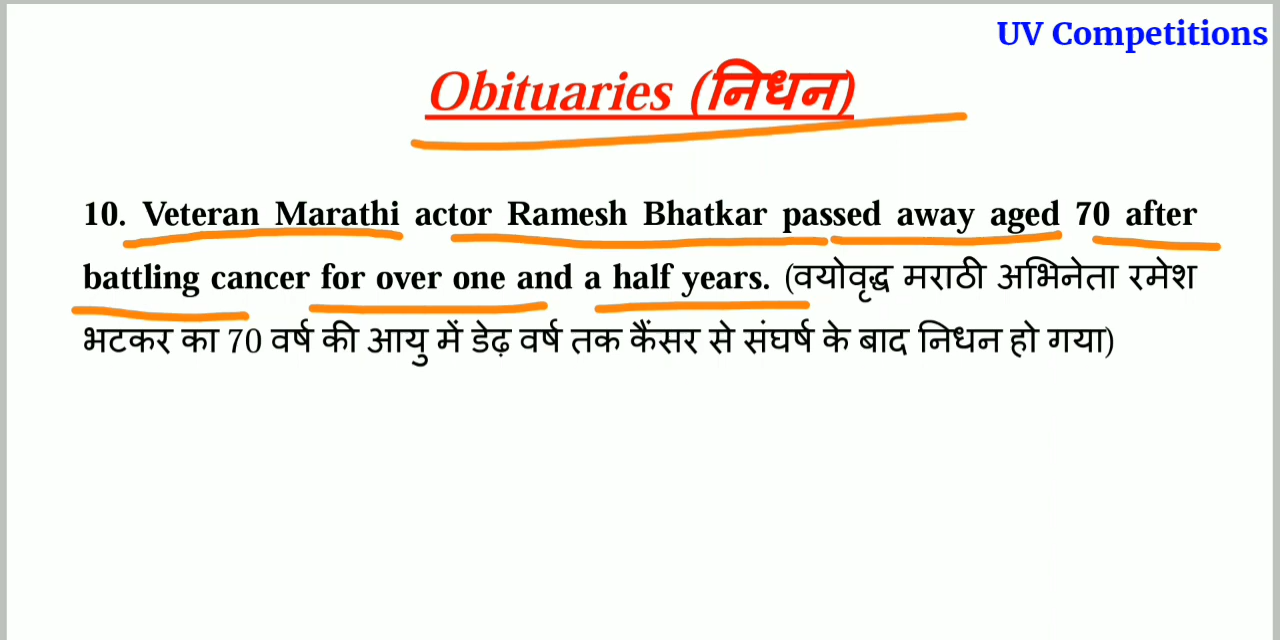 UV Competitions
Obituaries (निधन)
10. Veteran Marathi actor Ramesh Bhatkar passed away aged 70 after
battling cancer for over one and a half years. (वयोवृद्ध मराठी अभिनेता रमेश
भटकर का 70 वर्ष की आयु में डेढ़ वर्ष तक कैंसर से संघर्ष के बाद निधन हो गया)